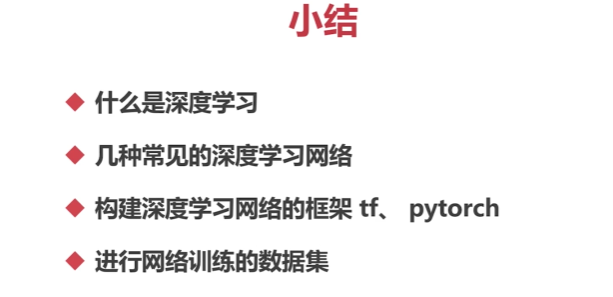 小结
什么是深度学习
几种常见的深度学习网络
构建深度学习网络的框架 tf、 pytorch
进行网络训练的数据集